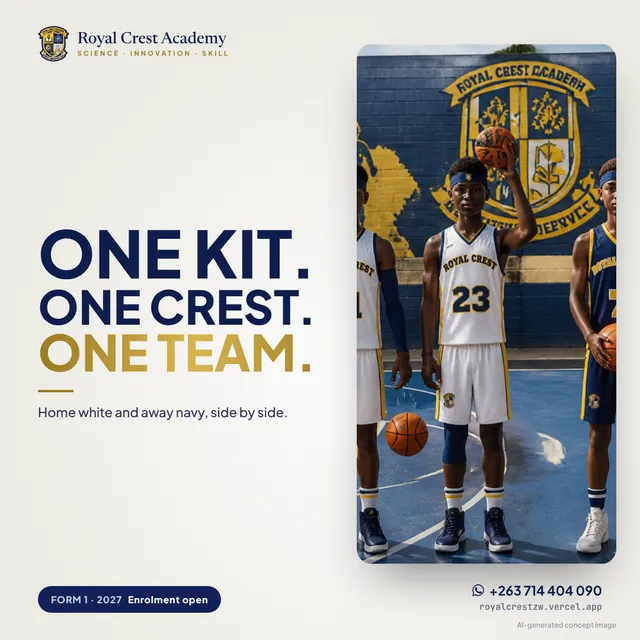 Royal Crest Academy
SCIENCE · INNOVATION · SKILL
ROYAL CREST
ROYAL CREST
23
ONE KIT.
ONE CREST.
ONE TEAM.
Home white and away navy, side by side.
FORM 1 · 2027 Enrolment open
+263 714 404 090
royalcrestzw.vercel.app
AI-generated concept image